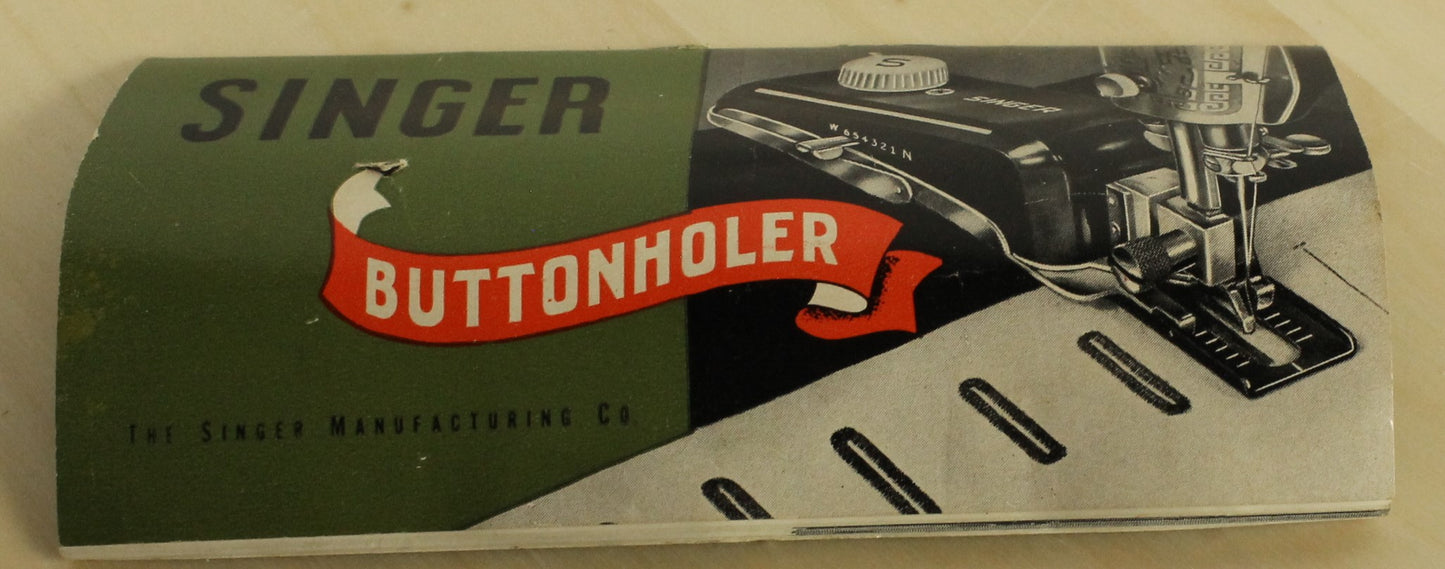 SINGER
BUTTONHOLER
THE SINGER MANUFACTURING CO.
S
SINGER
W 654321 N